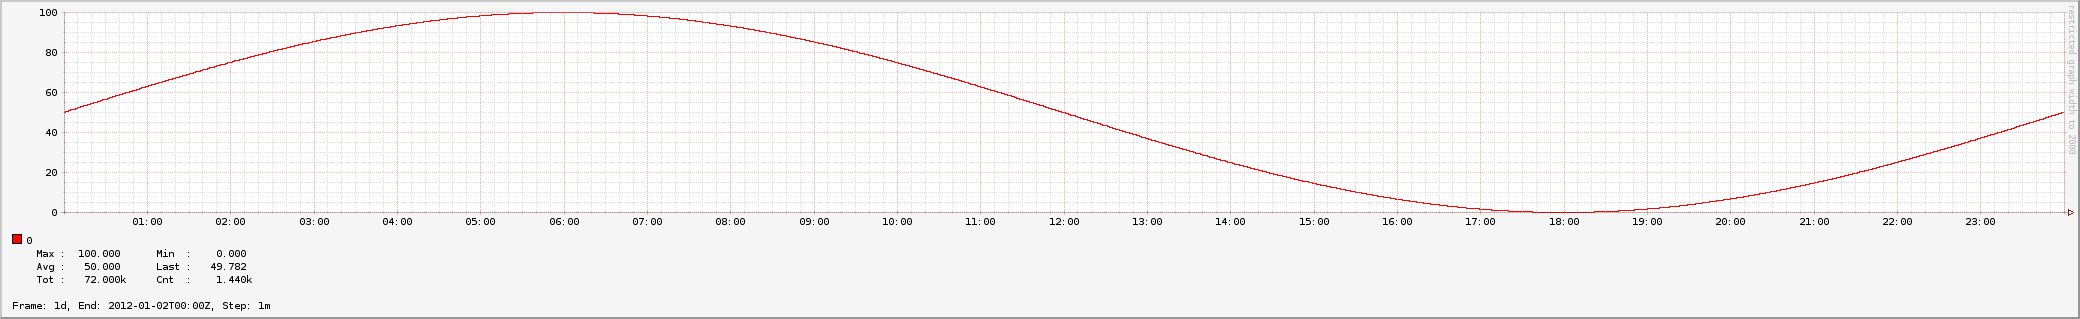 100
80
60
40
20
0
01:00 02:00 03:00 04:00 05:00 06:00 07:00 08:00 09:00 10:00 11:00 12:00 13:00 14:00 15:00 16:00 17:00 18:00 19:00 20:00 21:00 22:00 23:00
restricted graph width to 2000
0
Max : 100.000 Min : 0.000
Avg : 50.000 Last : 49.782
Tot : 72.000k Cnt : 1.440k
Frame: 1d, End: 2012-01-02T00:00Z, Step: 1m